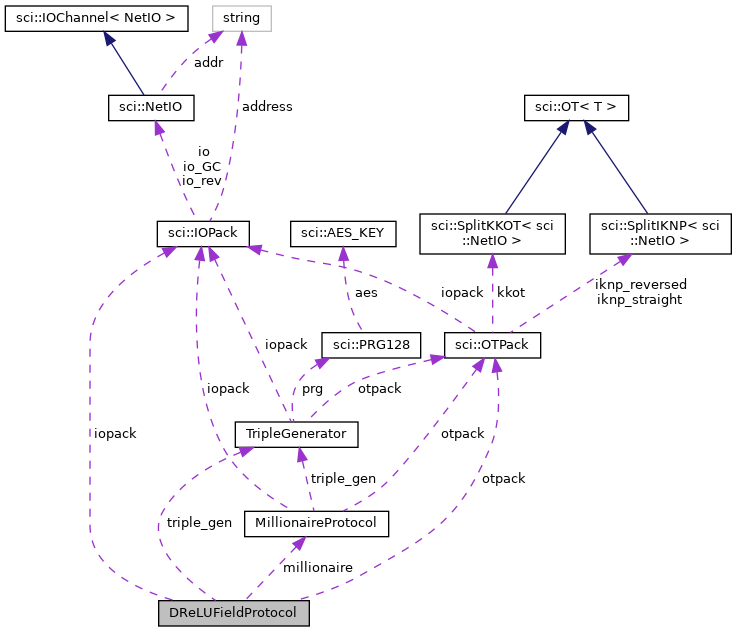 sci::IOChannel< NetIO >
string
addr
sci::NetIO
address
sci::OT< T >
io
io_GC
io_rev
sci::IOPack
sci::AES_KEY
sci::SplitKKOT< sci
::NetIO >
sci::SplitIKNP< sci
::NetIO >
aes
iopack
kkot
iknp_reversed
iknp_straight
iopack
sci::PRG128
sci::OTPack
iopack
prg
otpack
iopack
TripleGenerator
otpack
triple_gen
otpack
triple_gen
MillionaireProtocol
millionaire
DReLUFieldProtocol